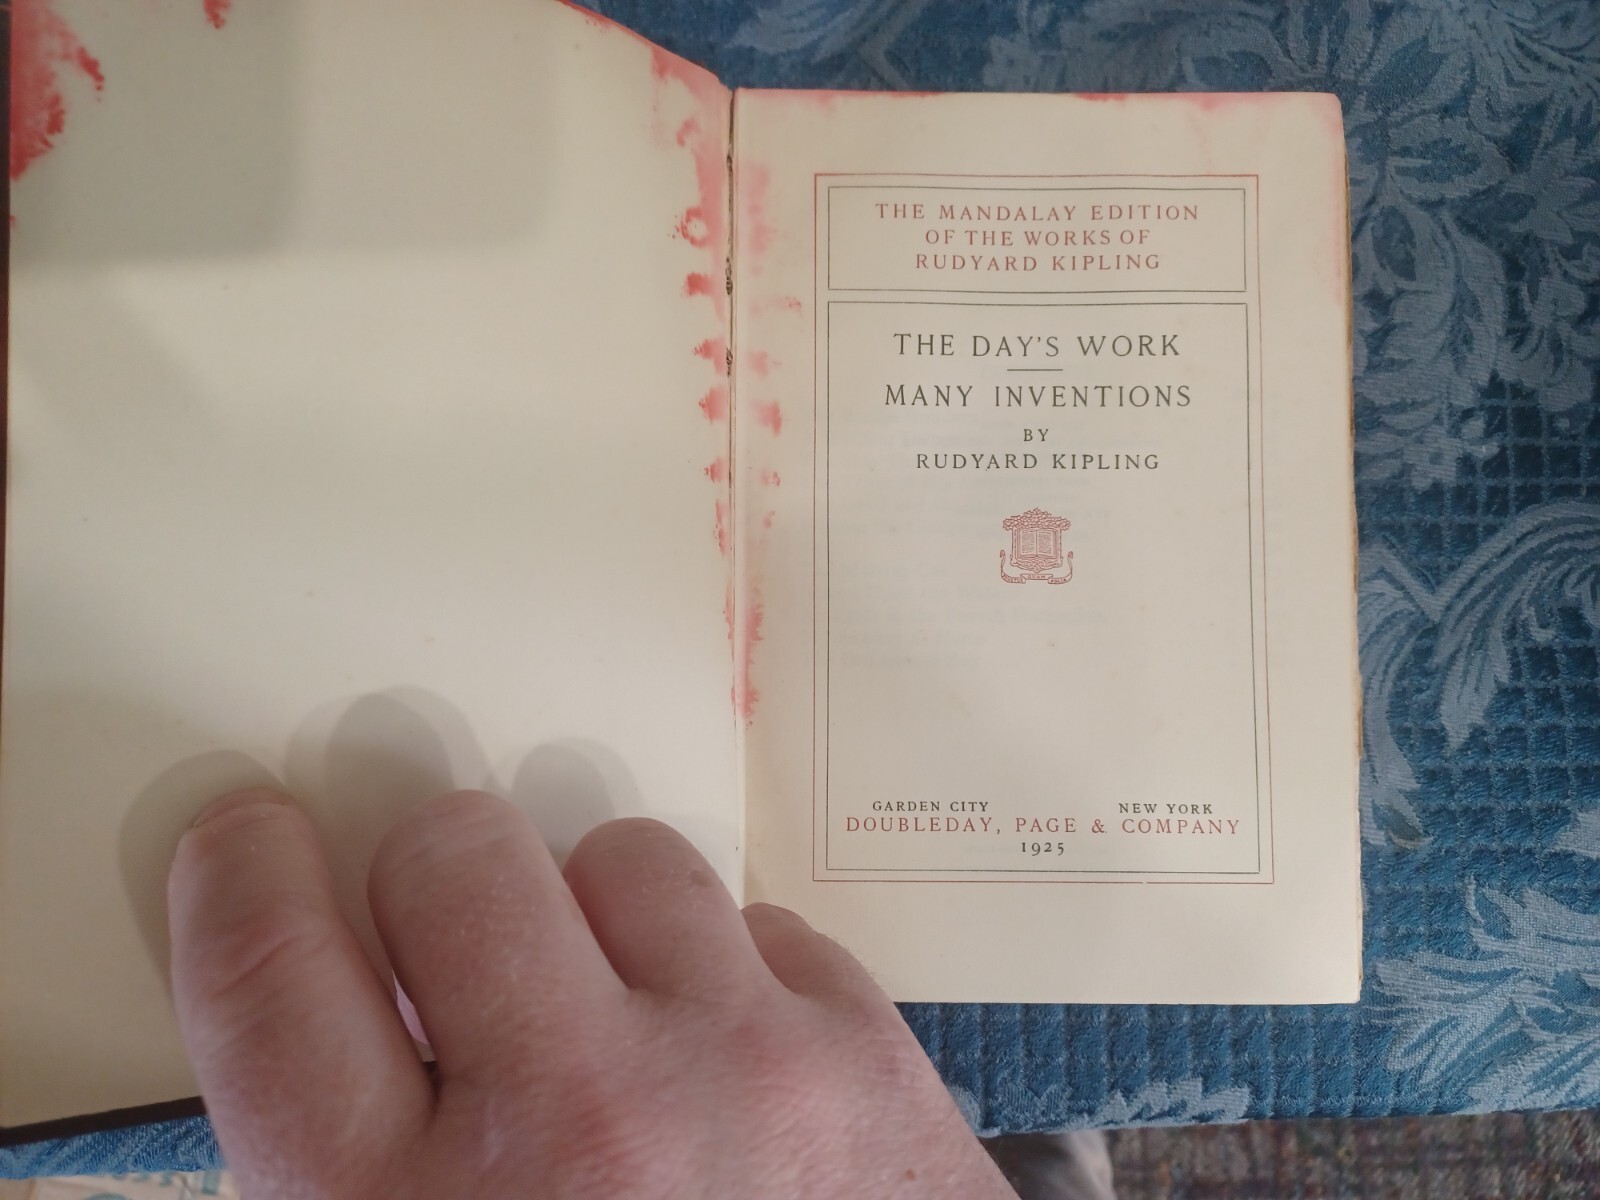 THE MANDALAY EDITION
OF THE WORKS OF
RUDYARD KIPLING
THE DAY'S WORK
MANY INVENTIONS
BY
RUDYARD KIPLING
GARDEN CITY NEW YORK
DOUBLEDAY, PAGE & COMPANY
1925